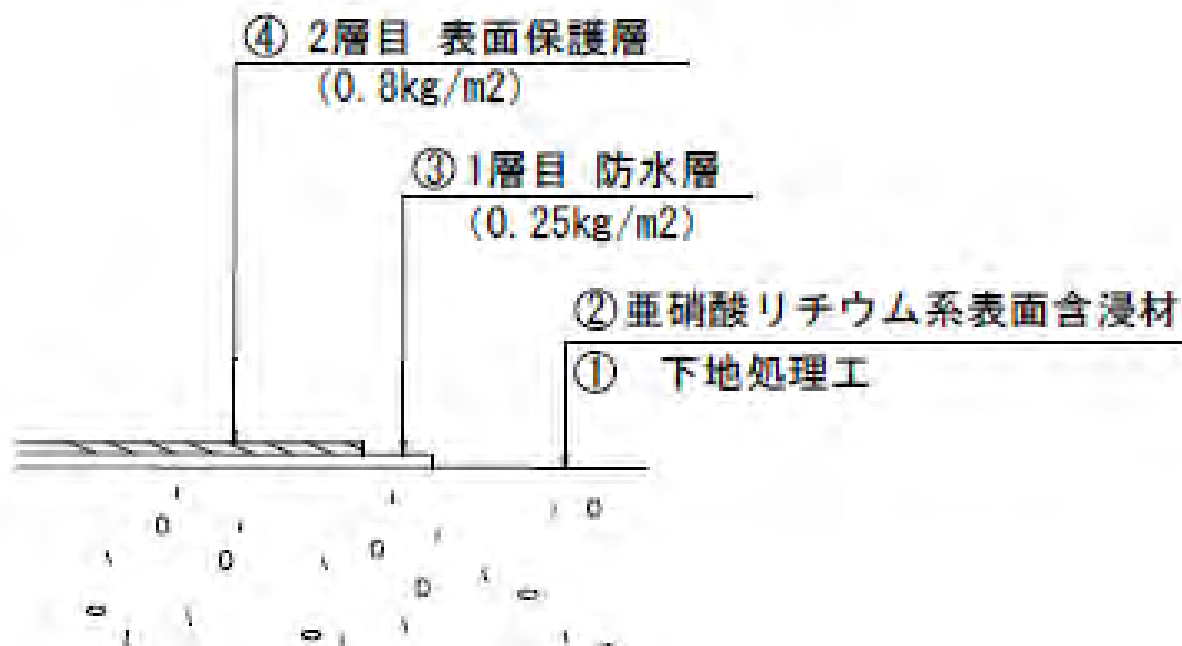 ④ 2層目 表面保護層
(0.8kg/m2)
③1層目 防水層
(0.25kg/m2)
②亜硝酸リチウム系表面含浸材
① 下地処理工